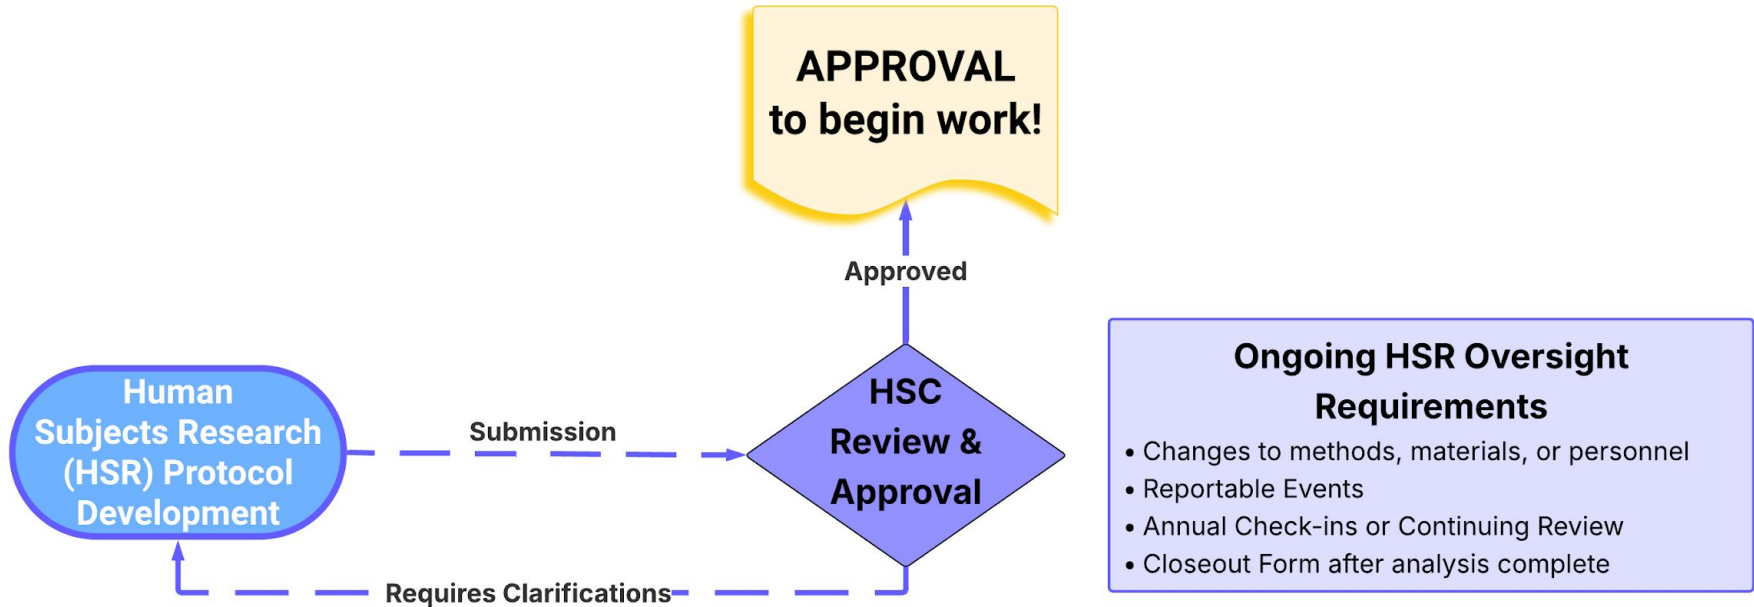 APPROVAL
to begin work!
Approved
Human
Subjects Research
(HSR) Protocol
Development
Submission
HSC
Review &
Approval
Requires Clarifications
Ongoing HSR Oversight
Requirements
• Changes to methods, materials, or personnel
• Reportable Events
• Annual Check-ins or Continuing Review
• Closeout Form after analysis complete